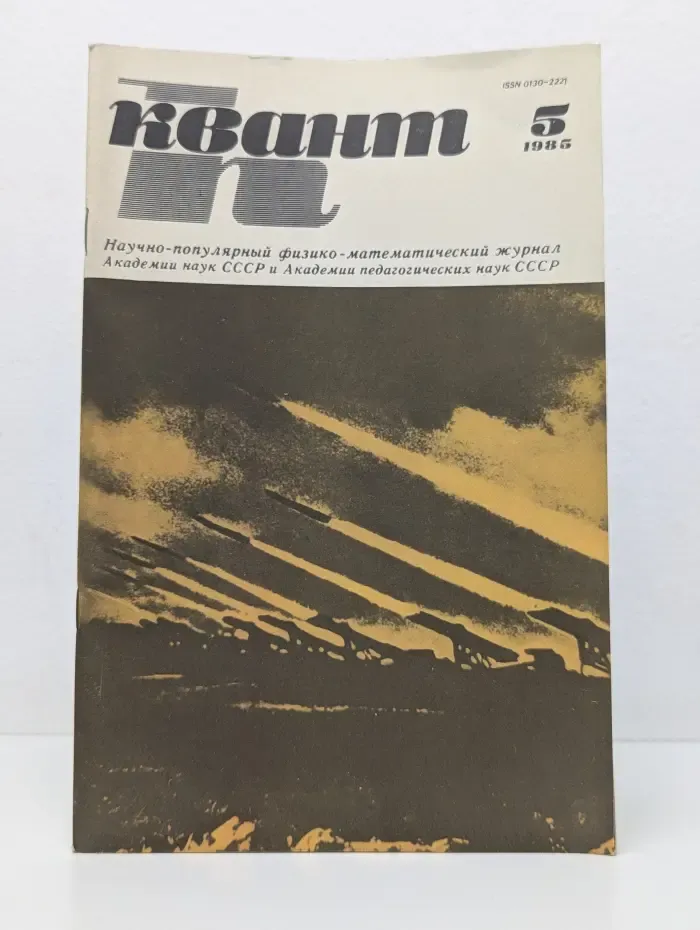 ISSN 0130-2221
квант
5
1985
Научно-популярный физико-математический журнал
Академии наук СССР и Академии педагогических наук СССР